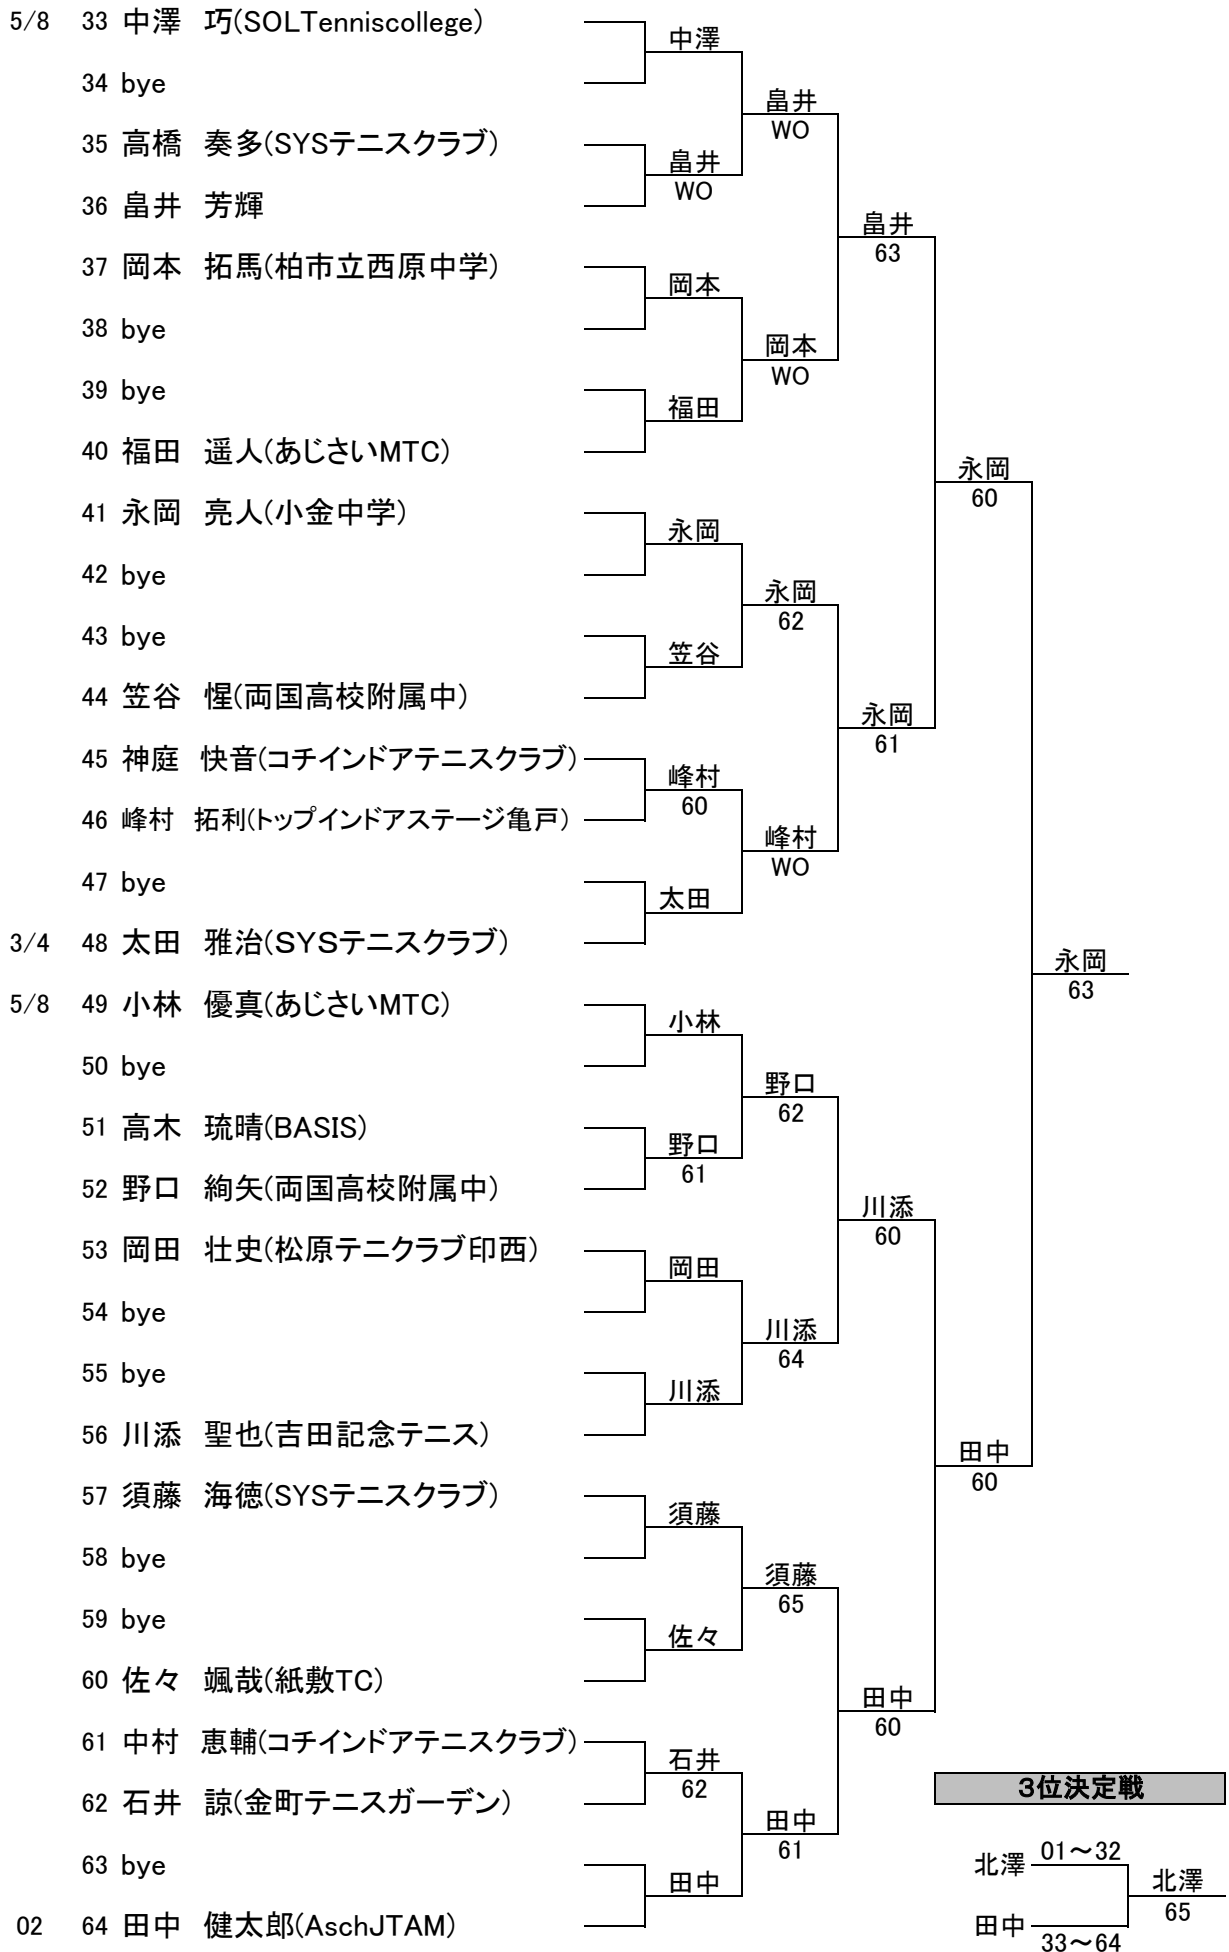 5/8 33 中澤 巧(SOLTenniscollege)
中澤
34 bye
畠井
WO
35 高橋 奏多(SYSテニスクラブ)
畠井
WO
36 畠井 芳輝
畠井
63
37 岡本 拓馬(柏市立西原中学)
岡本
38 bye
岡本
WO
39 bye
福田
40 福田 遥人(あじさいMTC)
永岡
60
41 永岡 亮人(小金中学)
永岡
42 bye
永岡
62
43 bye
笠谷
44 笠谷 惺(両国高校附属中)
永岡
61
45 神庭 快音(コチインドアテニスクラブ)
峰村
60
46 峰村 拓利(トップインドアステージ亀戸)
峰村
WO
47 bye
太田
3/4 48 太田 雅治(SYSテニスクラブ)
永岡
63
5/8 49 小林 優真(あじさいMTC)
小林
50 bye
野口
62
51 高木 琉晴(BASIS)
野口
61
52 野口 絢矢(両国高校附属中)
川添
60
53 岡田 壮史(松原テニクラブ印西)
岡田
54 bye
川添
64
55 bye
川添
56 川添 聖也(吉田記念テニス)
田中
60
57 須藤 海徳(SYSテニスクラブ)
須藤
58 bye
須藤
65
59 bye
佐々
60 佐々 颯哉(紙敷TC)
田中
60
61 中村 恵輔(コチインドアテニスクラブ)
石井
62
62 石井 諒(金町テニスガーデン)
田中
61
63 bye
田中
02 64 田中 健太郎(AschJTAM)
3位決定戦
北澤 01～32
北澤
65
田中 33～64